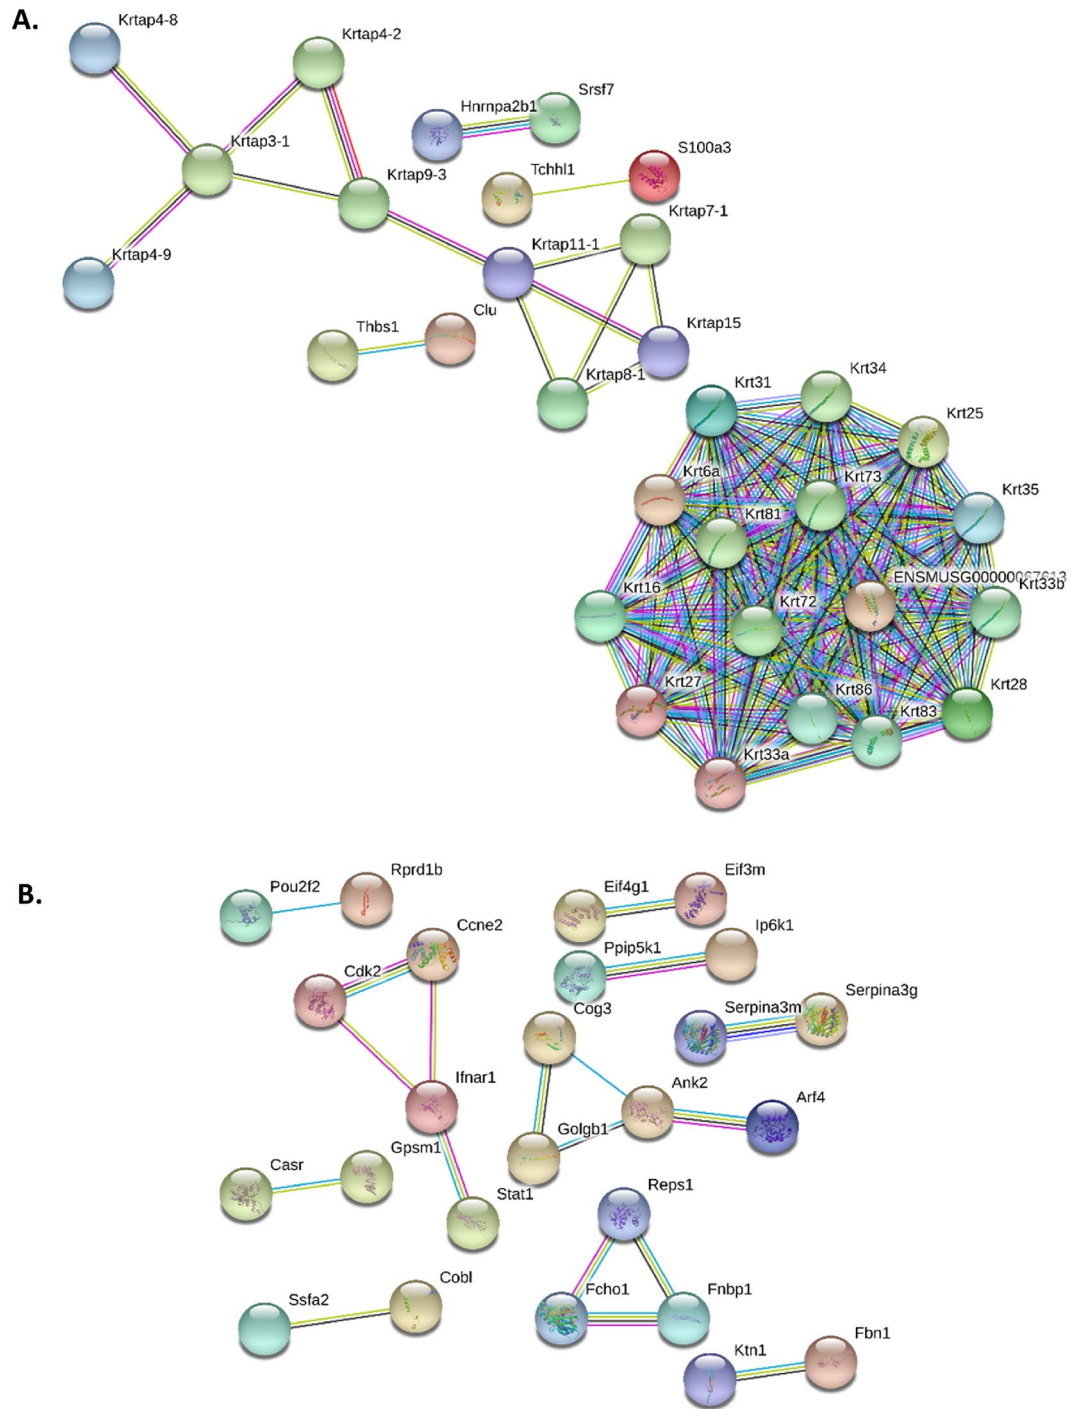 A.
Krtap4-8
Krtap4-2
Krtap3-1
Krtap9-3
Krtap4-9
Hnrnpa2b1
Srsf7
Tchhl1
S100a3
Krtap7-1
Krtap11-1
Krtap15
Krtap8-1
Thbs1
Clu
Krt31
Krt34
Krt25
Krt6a
Krt73
Krt35
Krt81
ENSMUSG00000067613
Krt33b
Krt16
Krt72
Krt27
Krt86
Krt83
Krt28
Krt33a
B.
Pou2f2
Rprd1b
Eif4g1
Eif3m
Ccne2
Cdk2
Ppip5k1
Ip6k1
Cog3
Serpina3m
Serpina3g
Ifnar1
Ank2
Arf4
Golgb1
Casr
Gpsm1
Stat1
Reps1
Ssfa2
Cobl
Fcho1
Fnbp1
Ktn1
Fbn1